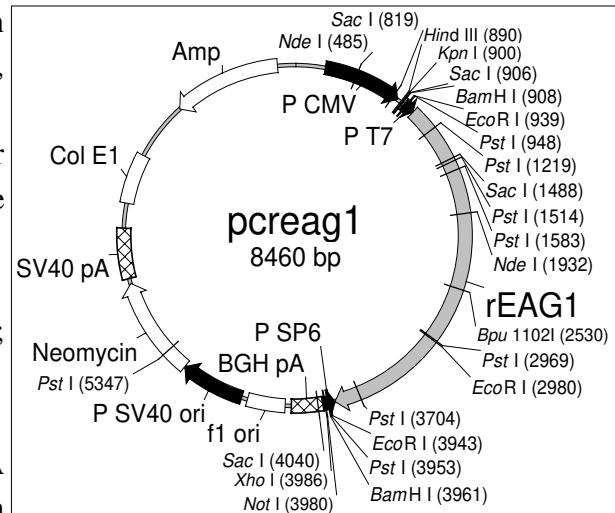 Sac I (819)
Nde I (485)
Hind III (890)
Kpn I (900)
Sac I (906)
BamH I (908)
EcoR I (939)
Pst I (948)
Pst I (1219)
Sac I (1488)
Pst I (1514)
Pst I (1583)
Nde I (1932)
rEAG1
Bpu 1102I (2530)
Pst I (2969)
EcoR I (2980)
Pst I (3704)
EcoR I (3943)
Pst I (3953)
BamH I (3961)
Not I (3980)
Xho I (3986)
Sac I (4040)
P SP6
BGH pA
f1 ori
P SV40 ori
Pst I (5347)
Neomycin
SV40 pA
Col E1
Amp
P CMV
P T7
pcreag1
8460 bp